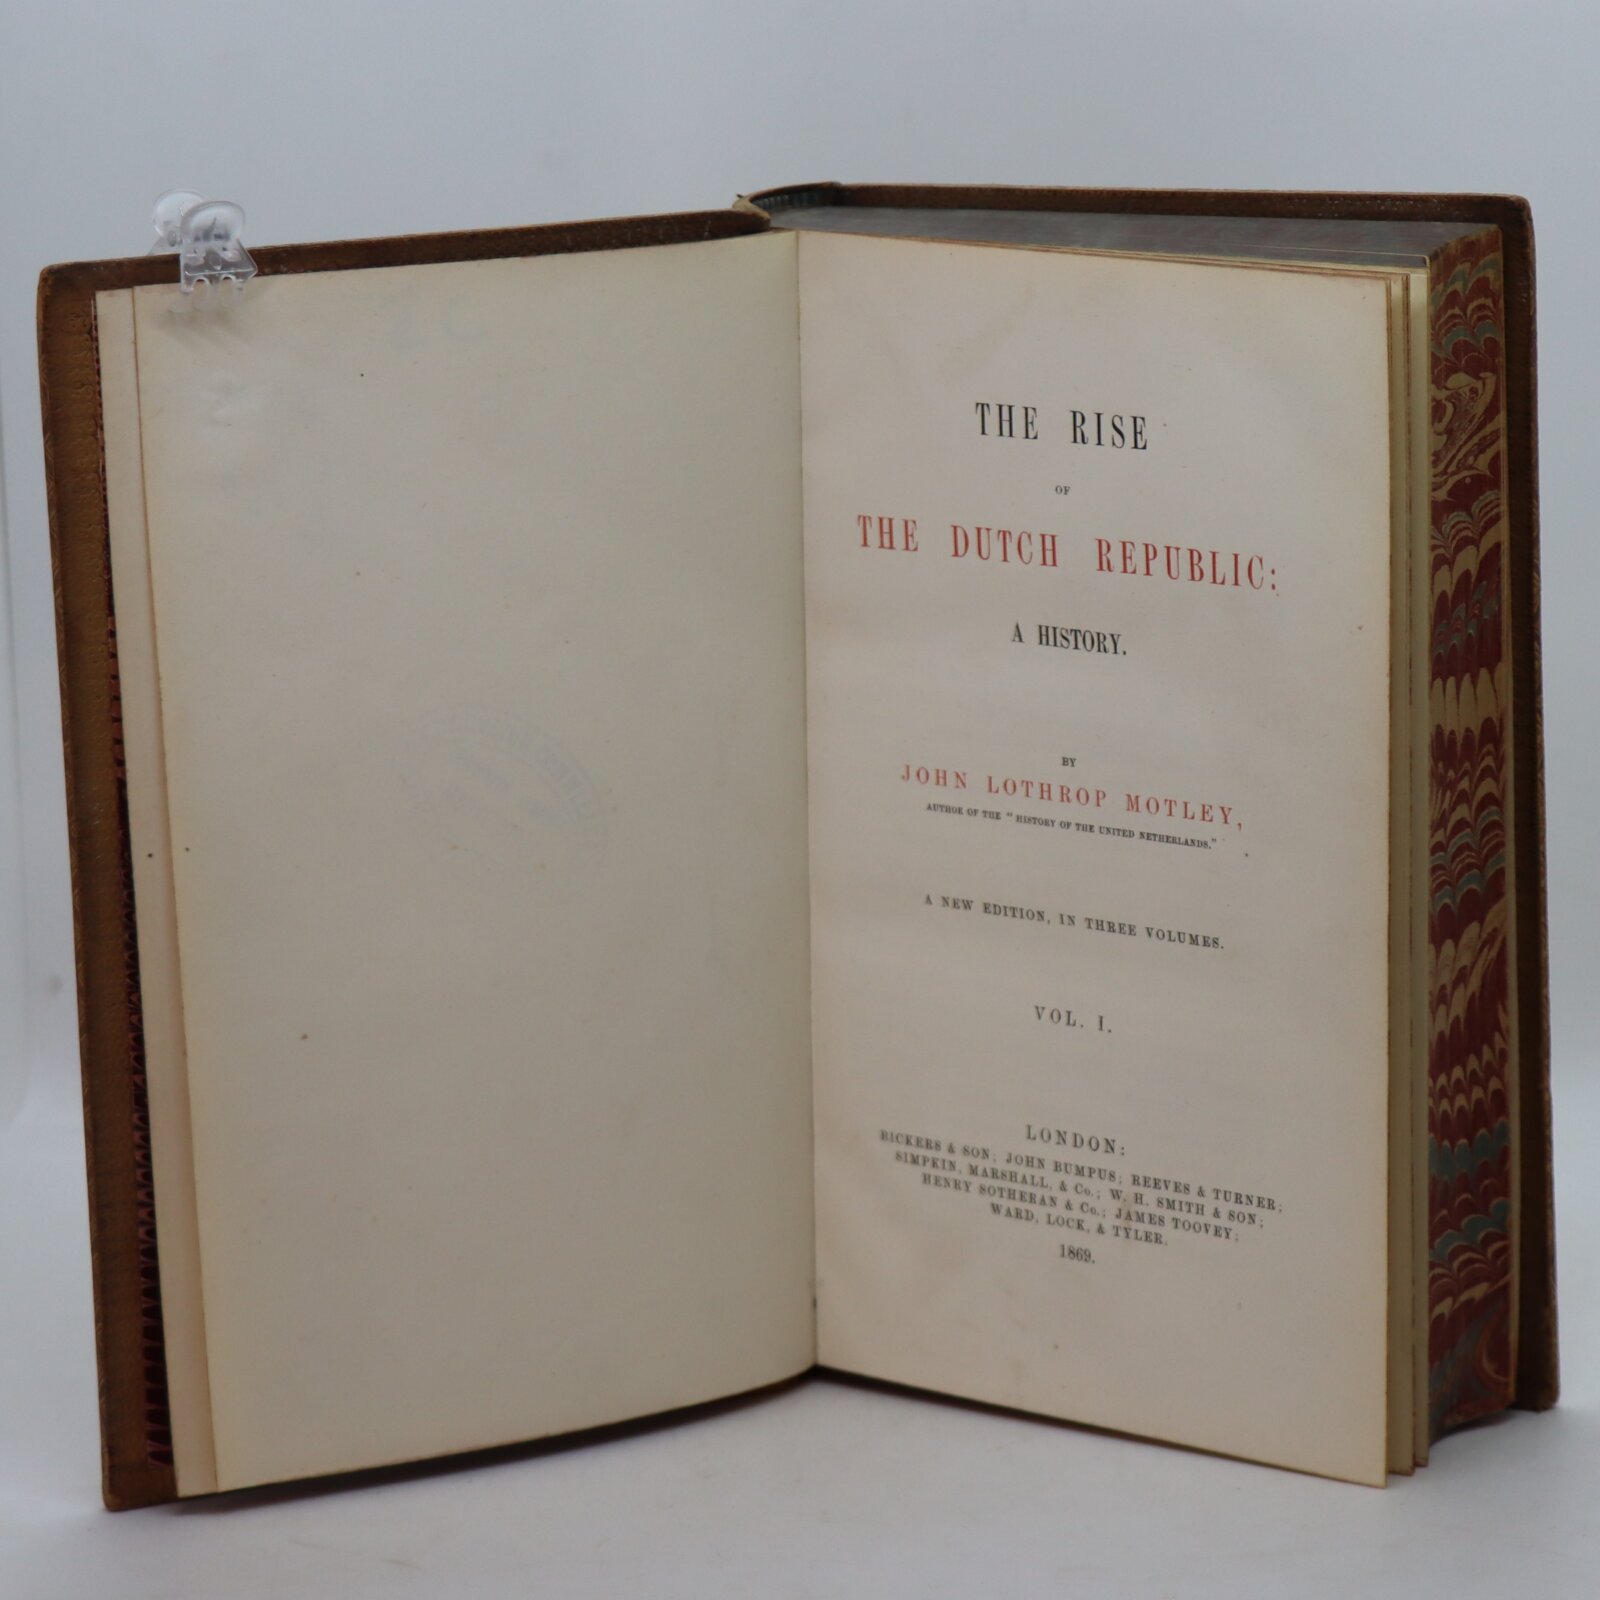 THE RISE
OF
THE DUTCH REPUBLIC:
A HISTORY.
BY
JOHN LOTHROP MOTLEY,
AUTHOR OF THE "HISTORY OF THE UNITED NETHERLANDS."
A NEW EDITION, IN THREE VOLUMES.
VOL. I.
LONDON:
BICKERS & SON; JOHN BUMPUS; REEVES & TURNER;
SIMPKIN, MARSHALL, & Co.; W. H. SMITH & SON;
HENRY SOTHERAN & Co.; JAMES TOOVEY;
WARD, LOCK, & TYLER.
1869.